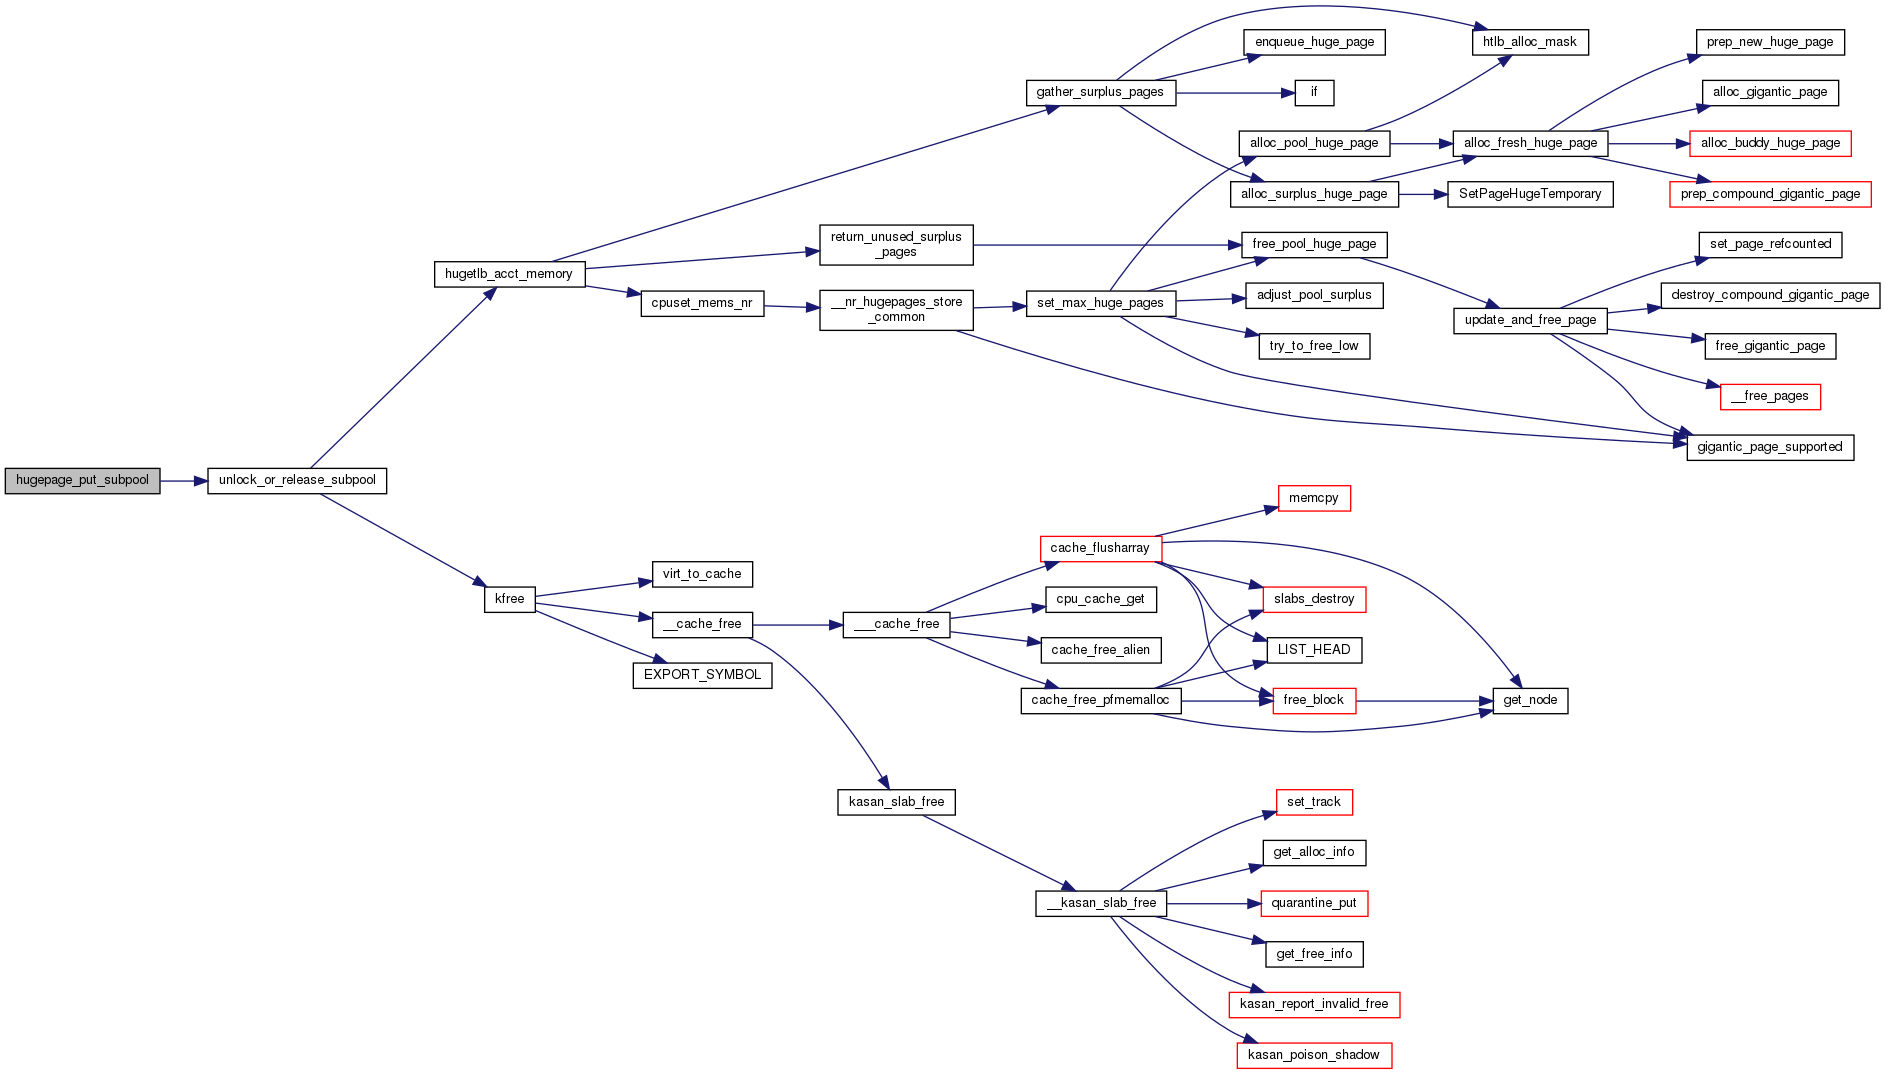 hugepage_put_subpool
unlock_or_release_subpool
hugetlb_acct_memory
kfree
return_unused_surplus
_pages
cpuset_mems_nr
__nr_hugepages_store
_common
gather_surplus_pages
set_max_huge_pages
enqueue_huge_page
if
alloc_pool_huge_page
alloc_surplus_huge_page
free_pool_huge_page
adjust_pool_surplus
try_to_free_low
htlb_alloc_mask
alloc_fresh_huge_page
SetPageHugeTemporary
update_and_free_page
prep_new_huge_page
alloc_gigantic_page
alloc_buddy_huge_page
prep_compound_gigantic_page
set_page_refcounted
destroy_compound_gigantic_page
free_gigantic_page
__free_pages
gigantic_page_supported
virt_to_cache
__cache_free
EXPORT_SYMBOL
___cache_free
kasan_slab_free
cache_flusharray
cpu_cache_get
cache_free_alien
cache_free_pfmemalloc
memcpy
slabs_destroy
LIST_HEAD
free_block
get_node
__kasan_slab_free
set_track
get_alloc_info
quarantine_put
get_free_info
kasan_report_invalid_free
kasan_poison_shadow